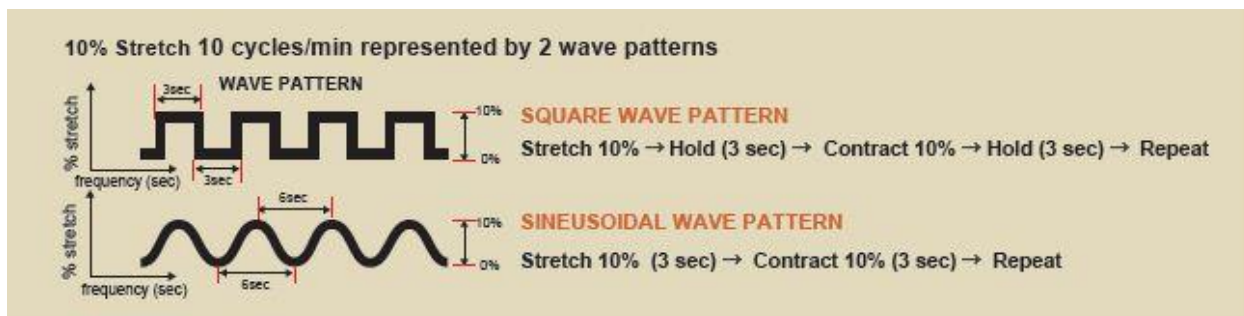 10% Stretch 10 cycles/min represented by 2 wave patterns
WAVE PATTERN
3sec
% stretch
10%
0%
3sec
frequency (sec)
SQUARE WAVE PATTERN
Stretch 10% → Hold (3 sec) → Contract 10% → Hold (3 sec) → Repeat
6sec
% stretch
10%
0%
6sec
frequency (sec)
SINEUSOIDAL WAVE PATTERN
Stretch 10% (3 sec) → Contract 10% (3 sec) → Repeat